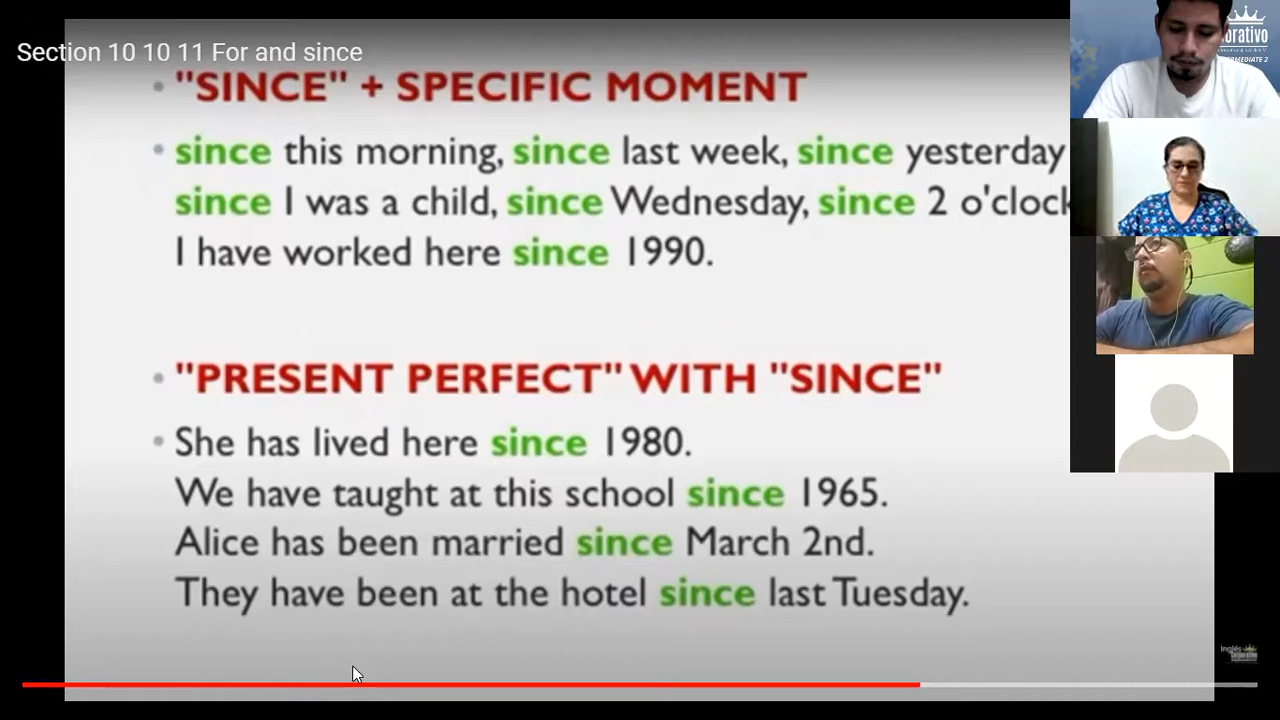 Section 10 10 11 For and since
"SINCE" + SPECIFIC MOMENT
since this morning, since last week, since yesterday
since I was a child, since Wednesday, since 2 o'clock
I have worked here since 1990.
"PRESENT PERFECT" WITH "SINCE"
She has lived here since 1980.
We have taught at this school since 1965.
Alice has been married since March 2nd.
They have been at the hotel since last Tuesday.
Inglés